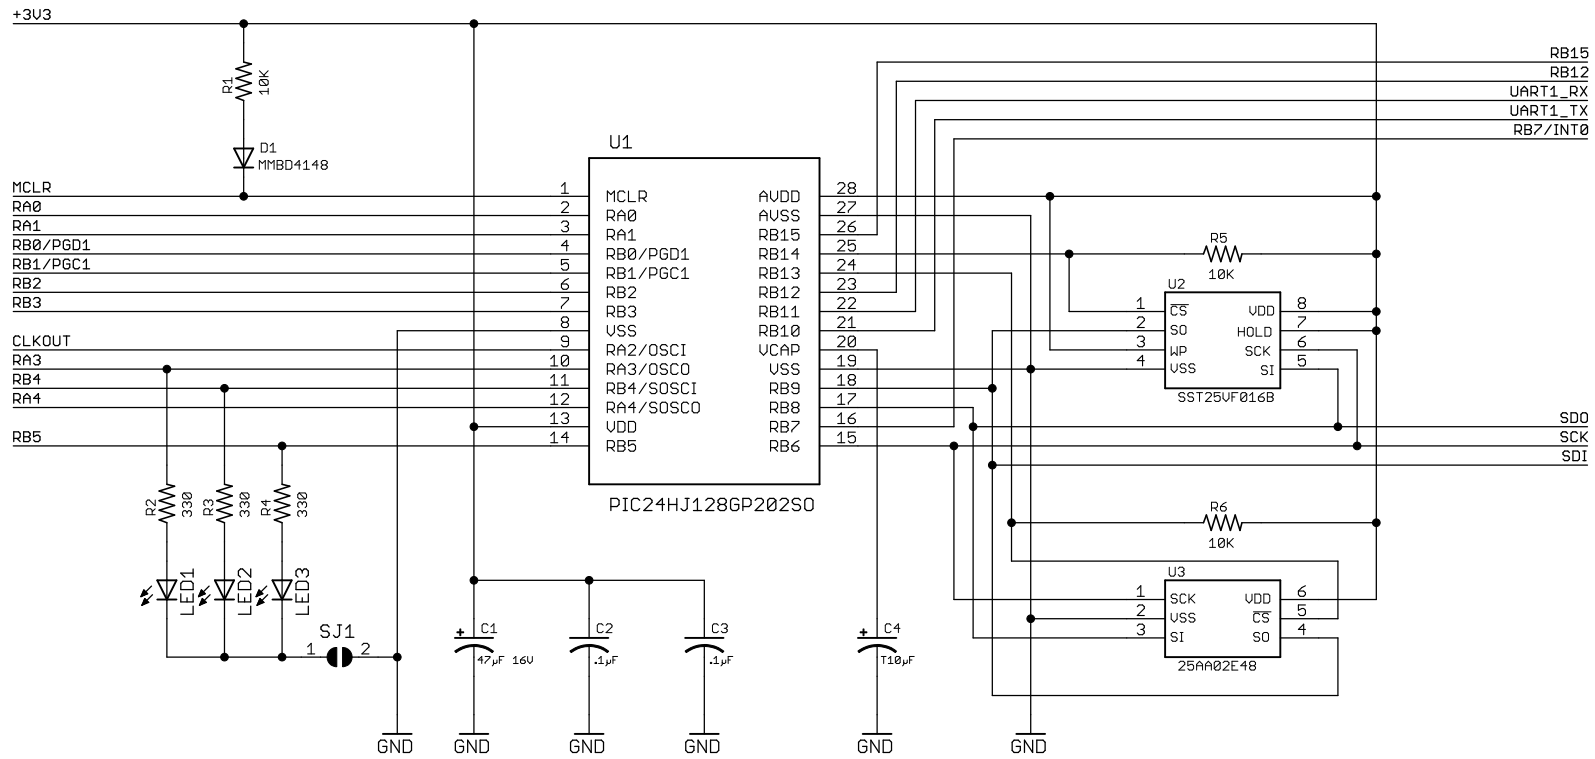 +3V3
RB15
RB12
UART1_RX
UART1_TX
RB7/INT0
R1
10K
D1
MMBD4148
MCLR
RA0
RA1
RB0/PGD1
RB1/PGC1
RB2
RB3
CLKOUT
RA3
RB4
RA4
RB5
U1
1 MCLR
2 RA0
3 RA1
4 RB0/PGD1
5 RB1/PGC1
6 RB2
7 RB3
8 VSS
9 RA2/OSCI
10 RA3/OSCO
11 RB4/SOSCI
12 RA4/SOSCO
13 VDD
14 RB5
AVDD 28
AVSS 27
RB15 26
RB14 25
RB13 24
RB12 23
RB11 22
RB10 21
VCAP 20
VSS 19
RB9 18
RB8 17
RB7 16
RB6 15
PIC24HJ128GP202SO
R5
10K
U2
1 CS
2 SO
3 WP
4 VSS
VDD 8
HOLD 7
SCK 6
SI 5
SST25VF016B
SDO
SCK
SDI
R2
330
R3
330
R4
330
LED1
LED2
LED3
SJ1
1 2
R6
10K
U3
1 SCK
2 VSS
3 SI
VDD 6
CS 5
SO 4
25AA02E48
C1
47µF 16V
C2
.1µF
C3
.1µF
C4
T10µF
GND
GND
GND
GND
GND
GND